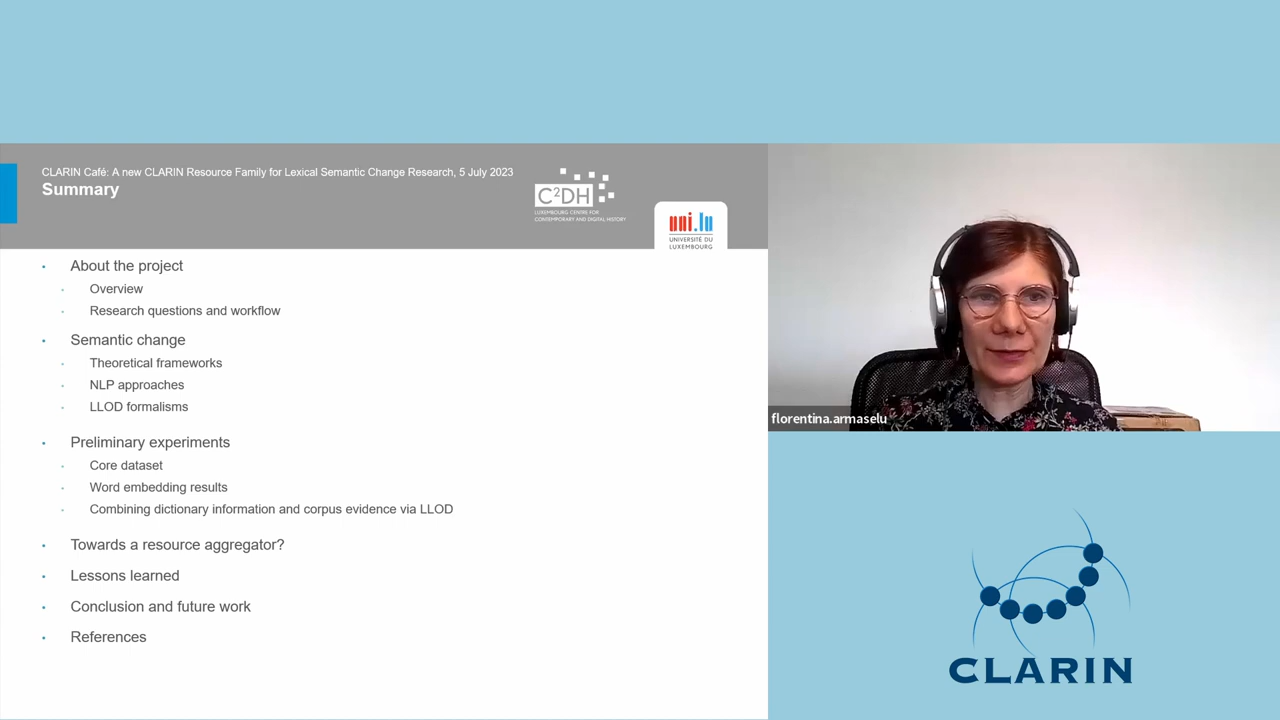 CLARIN Café: A new CLARIN Resource Family for Lexical Semantic Change Research, 5 July 2023
Summary
C²DH
LUXEMBOURG CENTRE FOR
CONTEMPORARY AND DIGITAL HISTORY
uni.lu
UNIVERSITÉ DU
LUXEMBOURG
• About the project
• Overview
• Research questions and workflow
• Semantic change
• Theoretical frameworks
• NLP approaches
• LLOD formalisms
• Preliminary experiments
• Core dataset
• Word embedding results
• Combining dictionary information and corpus evidence via LLOD
• Towards a resource aggregator?
• Lessons learned
• Conclusion and future work
• References
florentina.armaselu
CLARIN